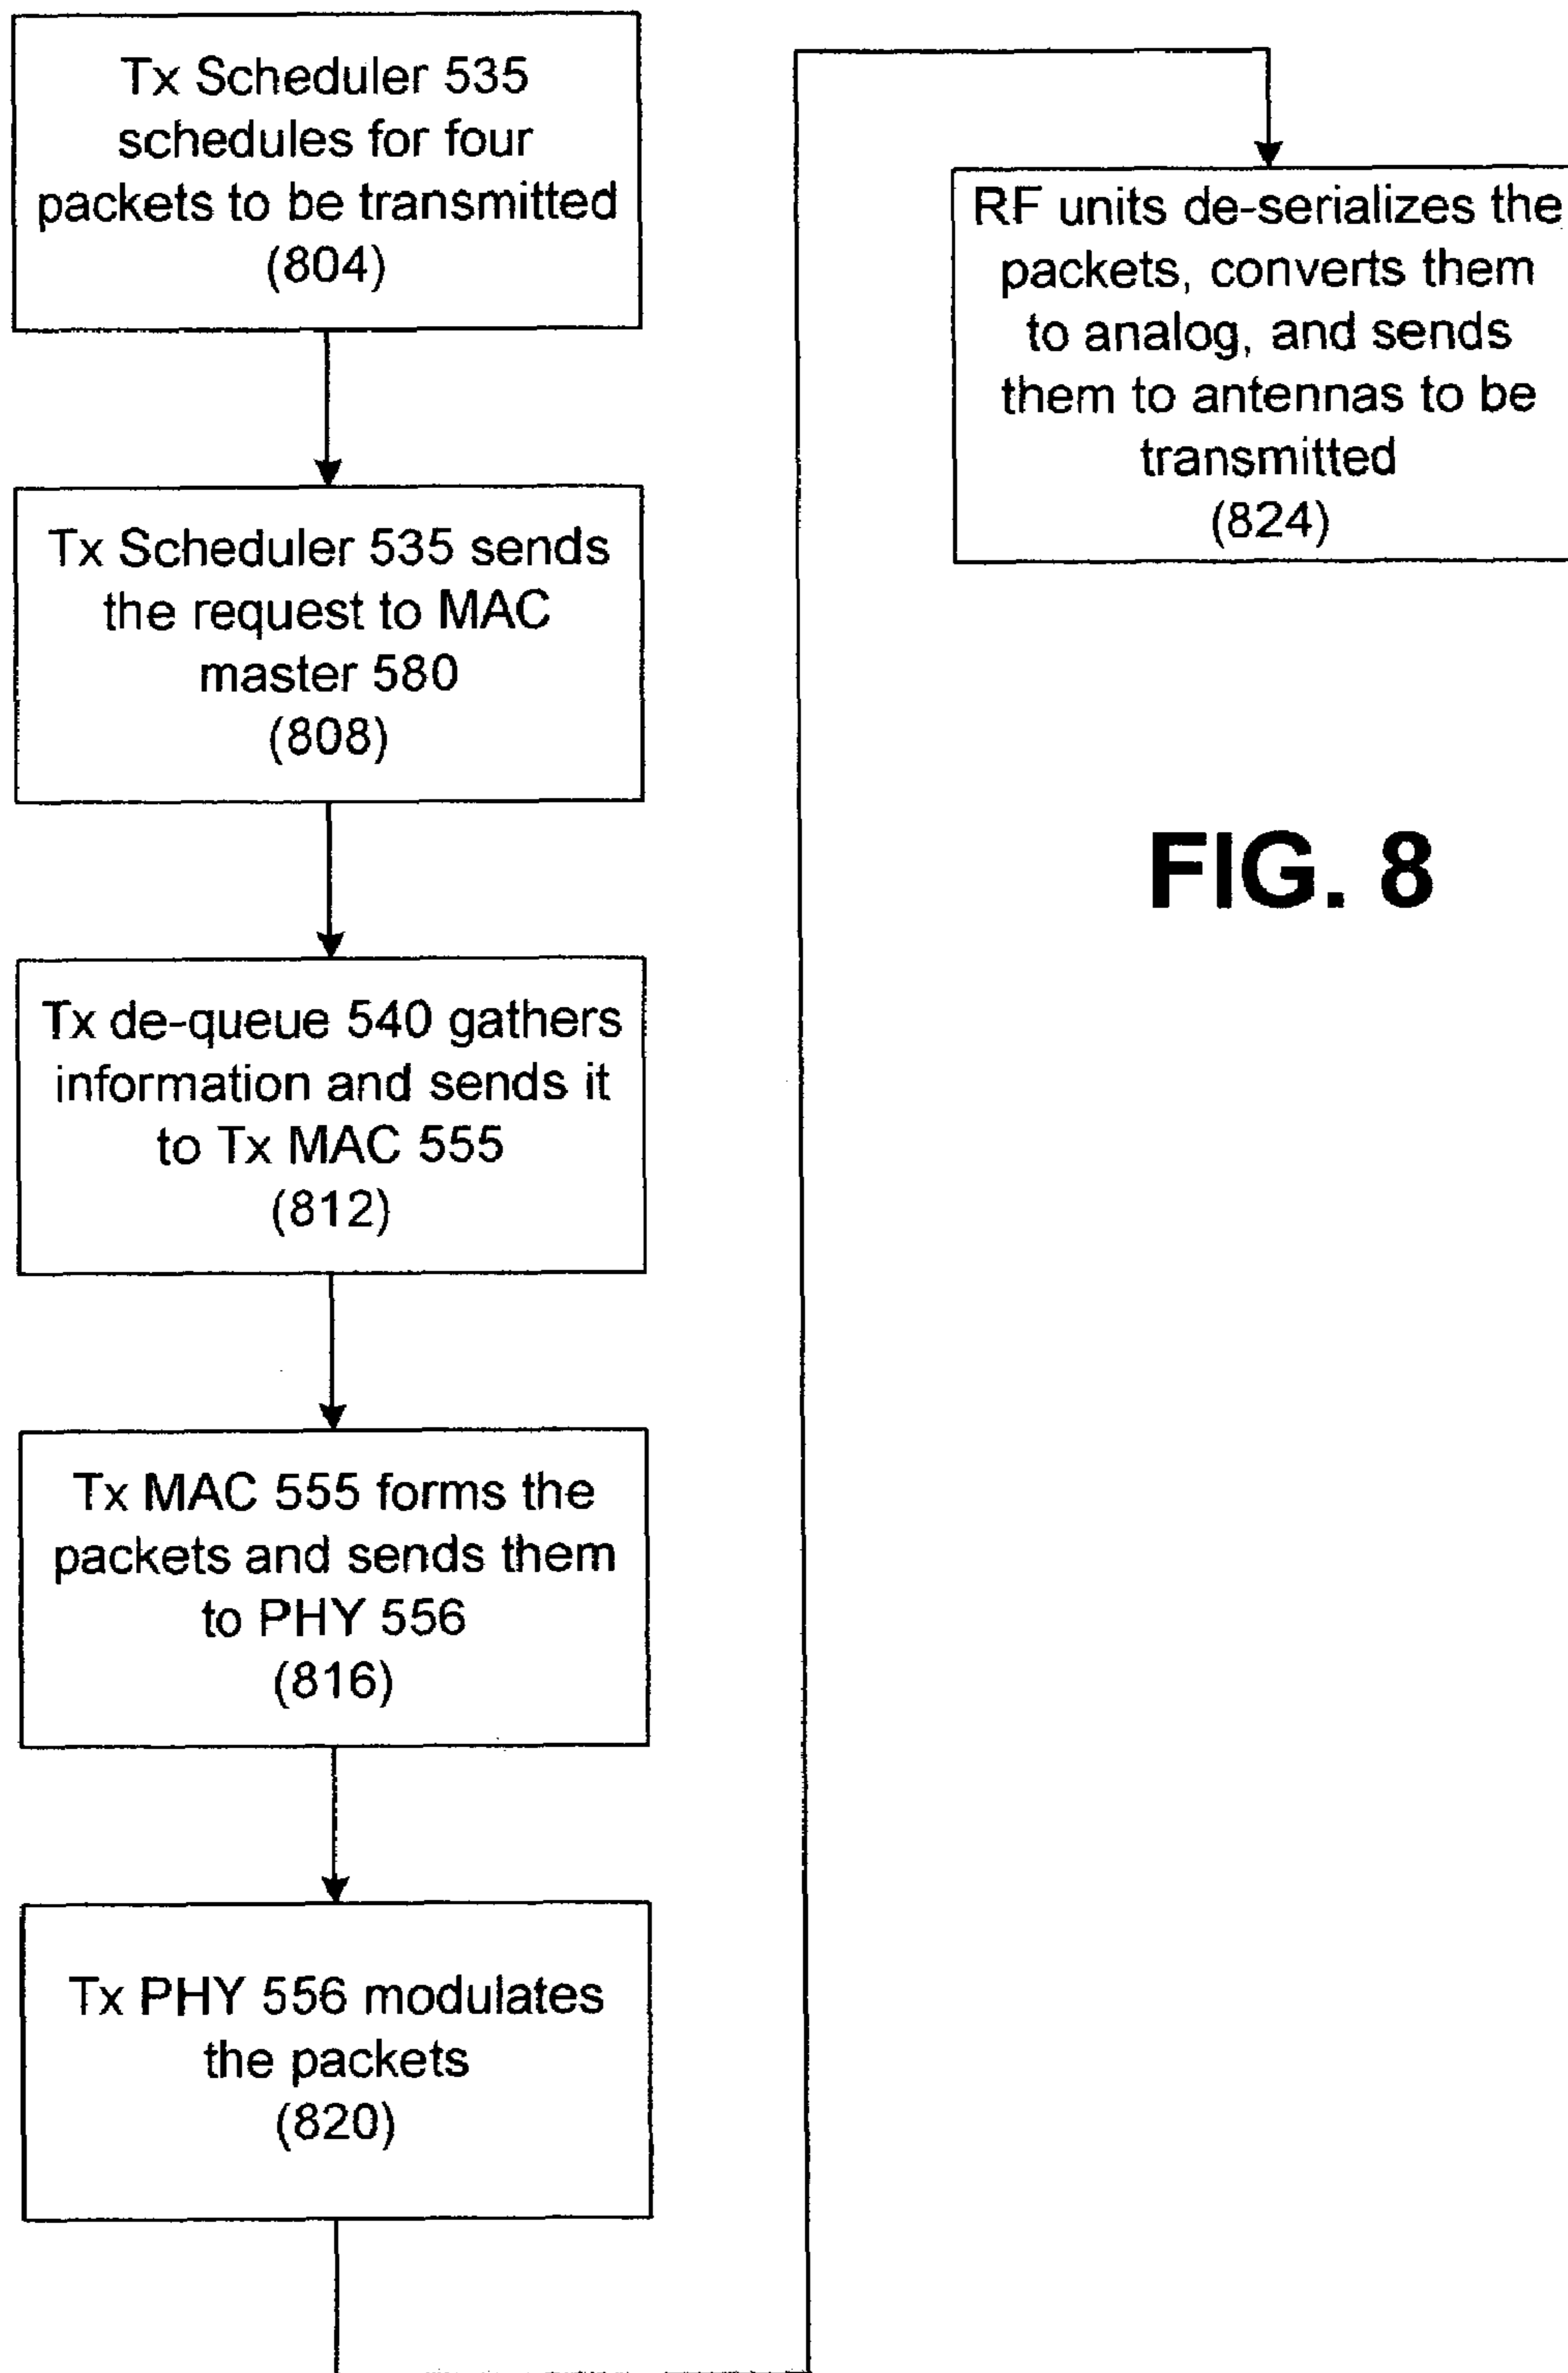 Tx Scheduler 535
schedules for four
packets to be transmitted
(804)
Tx Scheduler 535 sends
the request to MAC
master 580
(808)
Tx de-queue 540 gathers
information and sends it
to Tx MAC 555
(812)
Tx MAC 555 forms the
packets and sends them
to PHY 556
(816)
Tx PHY 556 modulates
the packets
(820)
RF units de-serializes the
packets, converts them
to analog, and sends
them to antennas to be
transmitted
(824)
FIG. 8